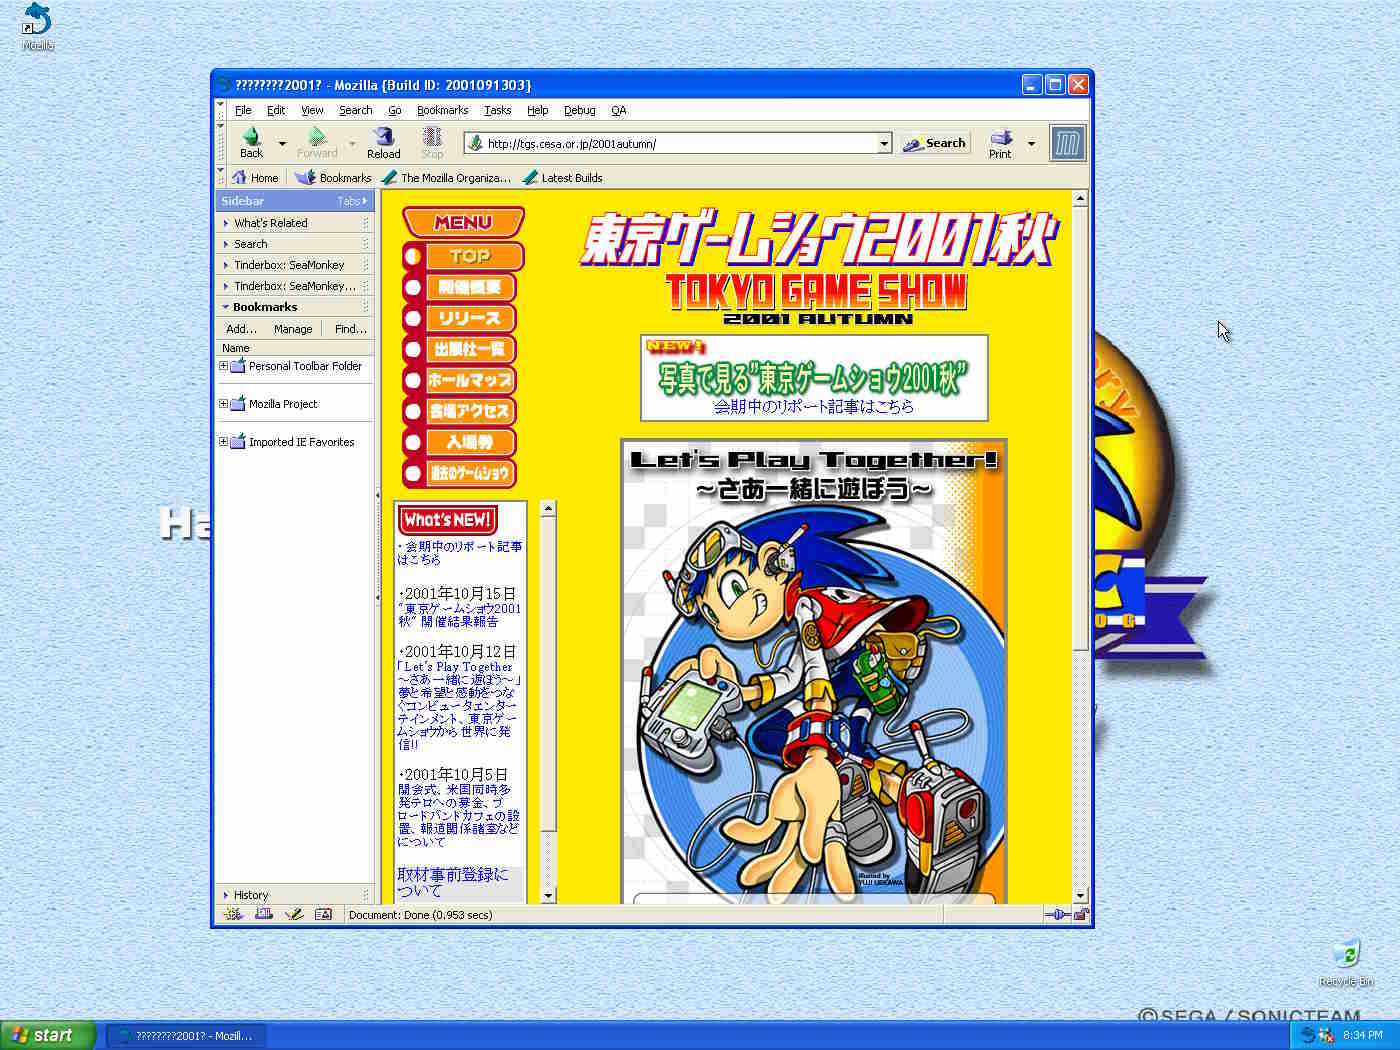 Mozilla
????????2001? - Mozilla {Build ID: 2001091303}
File Edit View Search Go Bookmarks Tasks Help Debug QA
Back Forward Reload Stop http://tgs.cesa.or.jp/2001autumn/ Search Print
Home Bookmarks The Mozilla Organiza... Latest Builds
Sidebar Tabs
What's Related
Search
Tinderbox: SeaMonkey
Tinderbox: SeaMonkey...
Bookmarks
Add... Manage Find...
Name
Personal Toolbar Folder
Mozilla Project
Imported IE Favorites
History
MENU
TOP
開催概要
リリース
出展社一覧
ホールマップ
会場アクセス
入場券
過去のゲームショウ
What's NEW!
・会期中のリポート記事
はこちら
・2001年10月15日
"東京ゲームショウ2001
秋" 開催結果報告
・2001年10月12日
「Let's Play Together
～さあ一緒に遊ぼう～」
夢と希望と感動をつな
ぐコンピュータエンター
テインメント、東京ゲー
ムショウから世界に発
信!!
・2001年10月5日
開会式、米国同時多
発テロへの募金、ブ
ロードバンドカフェの設
置、報道関係諸室など
について
取材事前登録に
ついて
東京ゲームショウ2001秋
TOKYO GAME SHOW
2001 AUTUMN
NEW!
写真で見る"東京ゲームショウ2001秋"
会期中のリポート記事はこちら
Let's Play Together!
～さあ一緒に遊ぼう～
illusted by
YUJI UEKAWA
Document: Done (0.953 secs)
Ha
Recycle Bin
©SEGA / SONICTEAM
start ????????2001? - Mozill... 8:34 PM